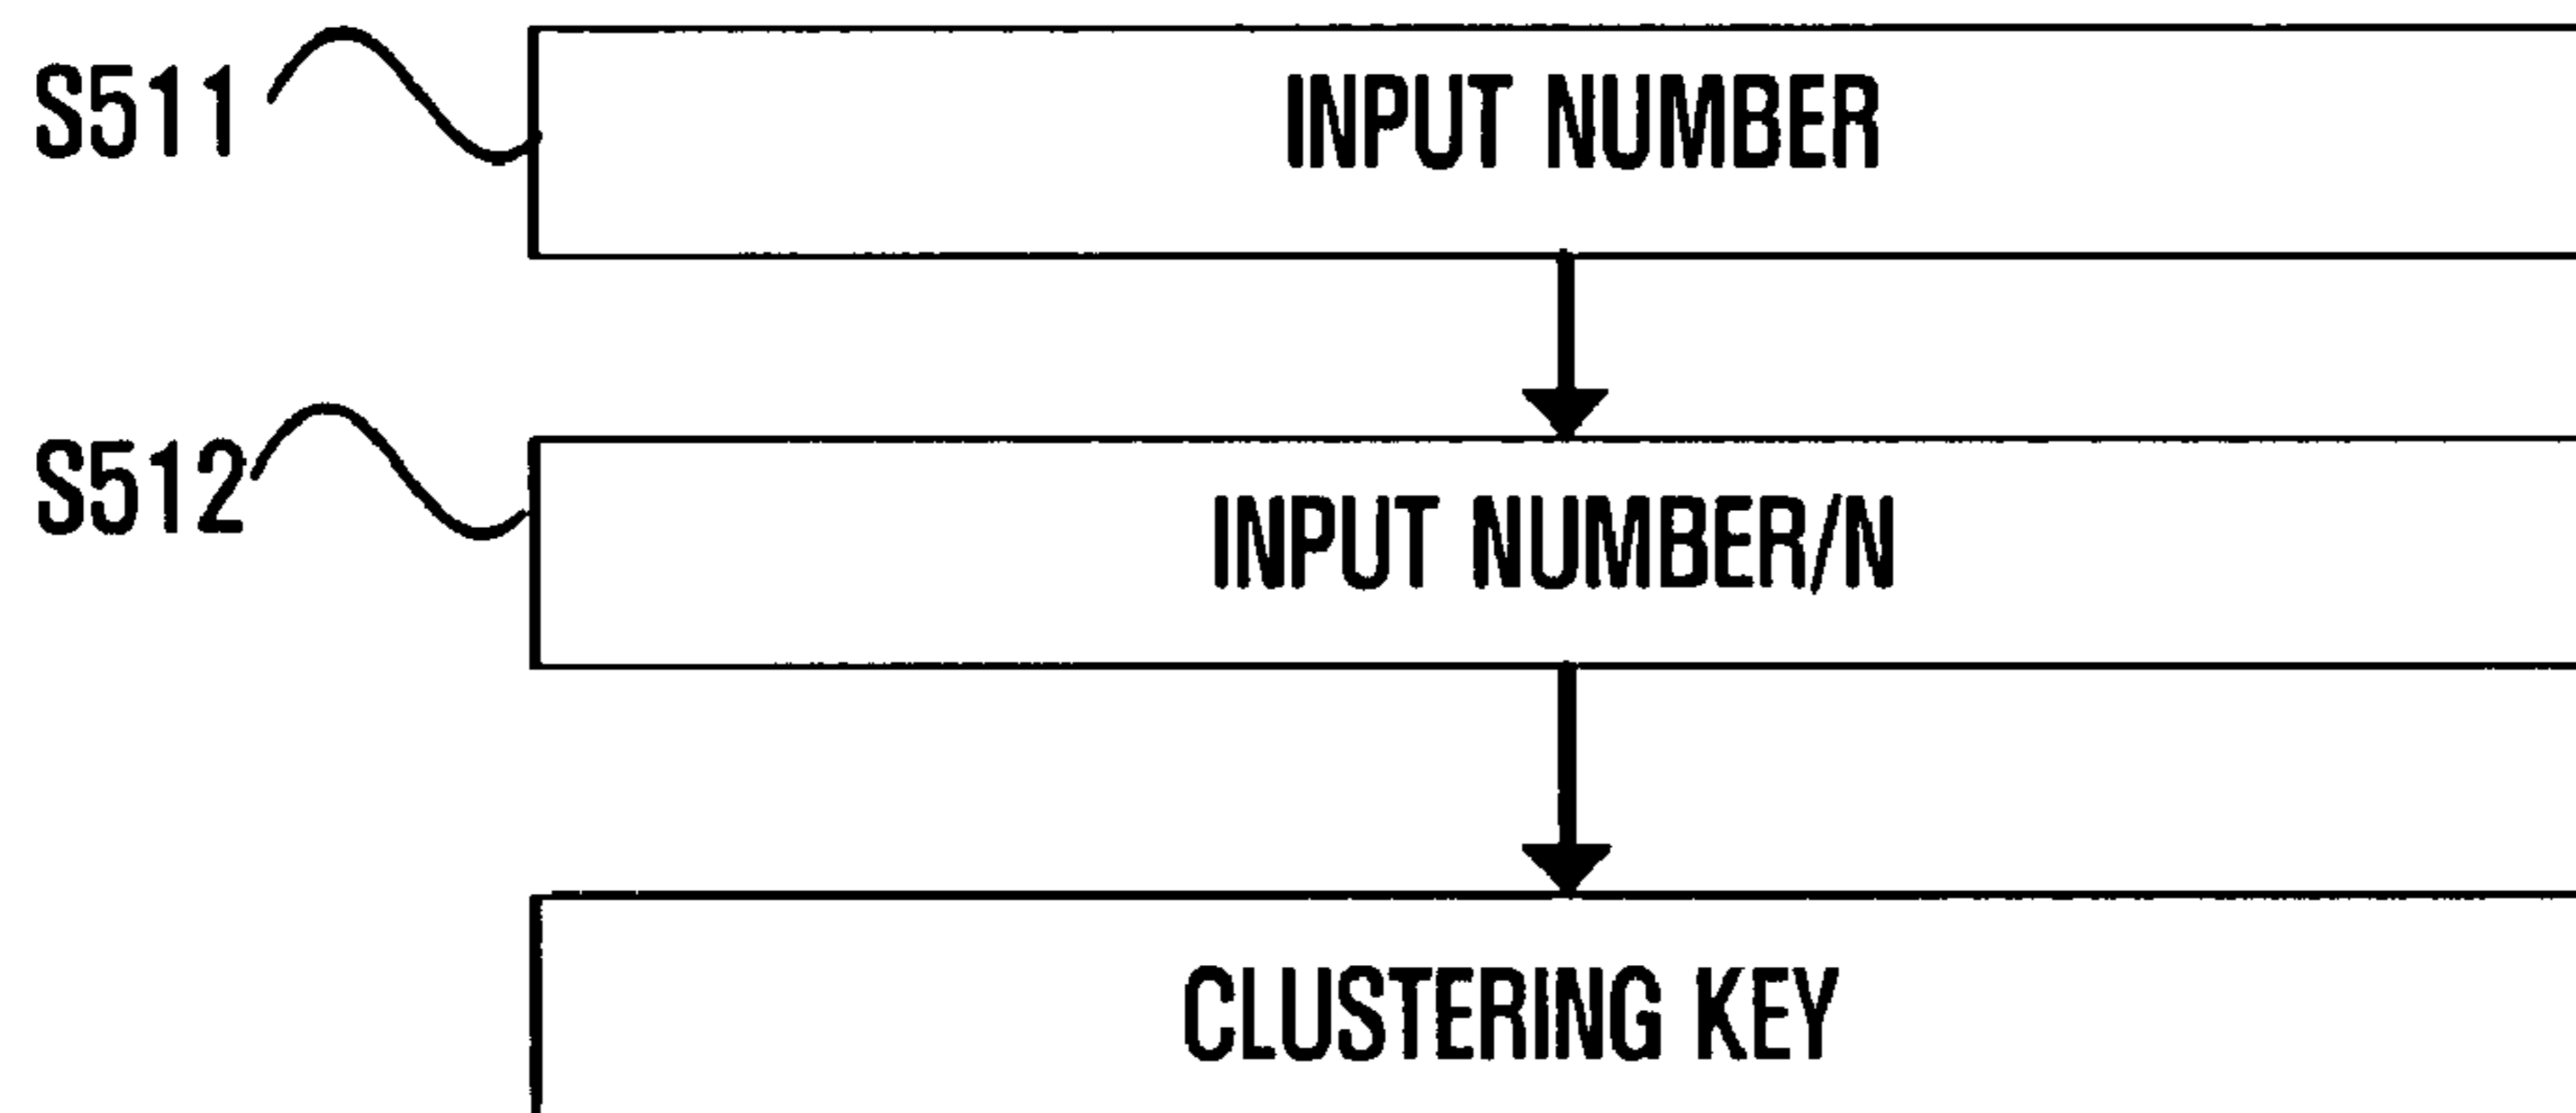 S511
INPUT NUMBER
S512
INPUT NUMBER/N
CLUSTERING KEY